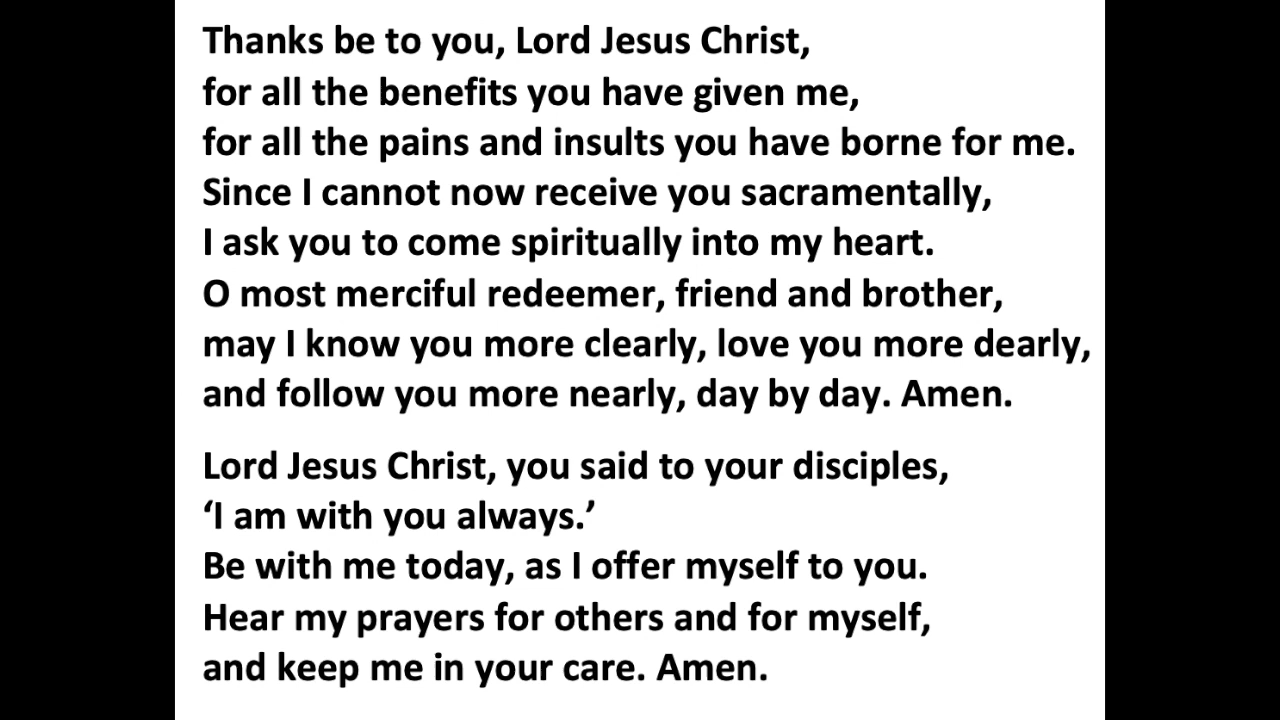 Thanks be to you, Lord Jesus Christ,
for all the benefits you have given me,
for all the pains and insults you have borne for me.
Since I cannot now receive you sacramentally,
I ask you to come spiritually into my heart.
O most merciful redeemer, friend and brother,
may I know you more clearly, love you more dearly,
and follow you more nearly, day by day. Amen.
Lord Jesus Christ, you said to your disciples,
‘I am with you always.’
Be with me today, as I offer myself to you.
Hear my prayers for others and for myself,
and keep me in your care. Amen.